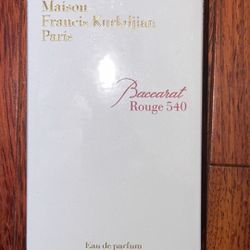 Maison
Francis Kurkdjian
Paris
Baccarat
Rouge 540
Eau de parfum